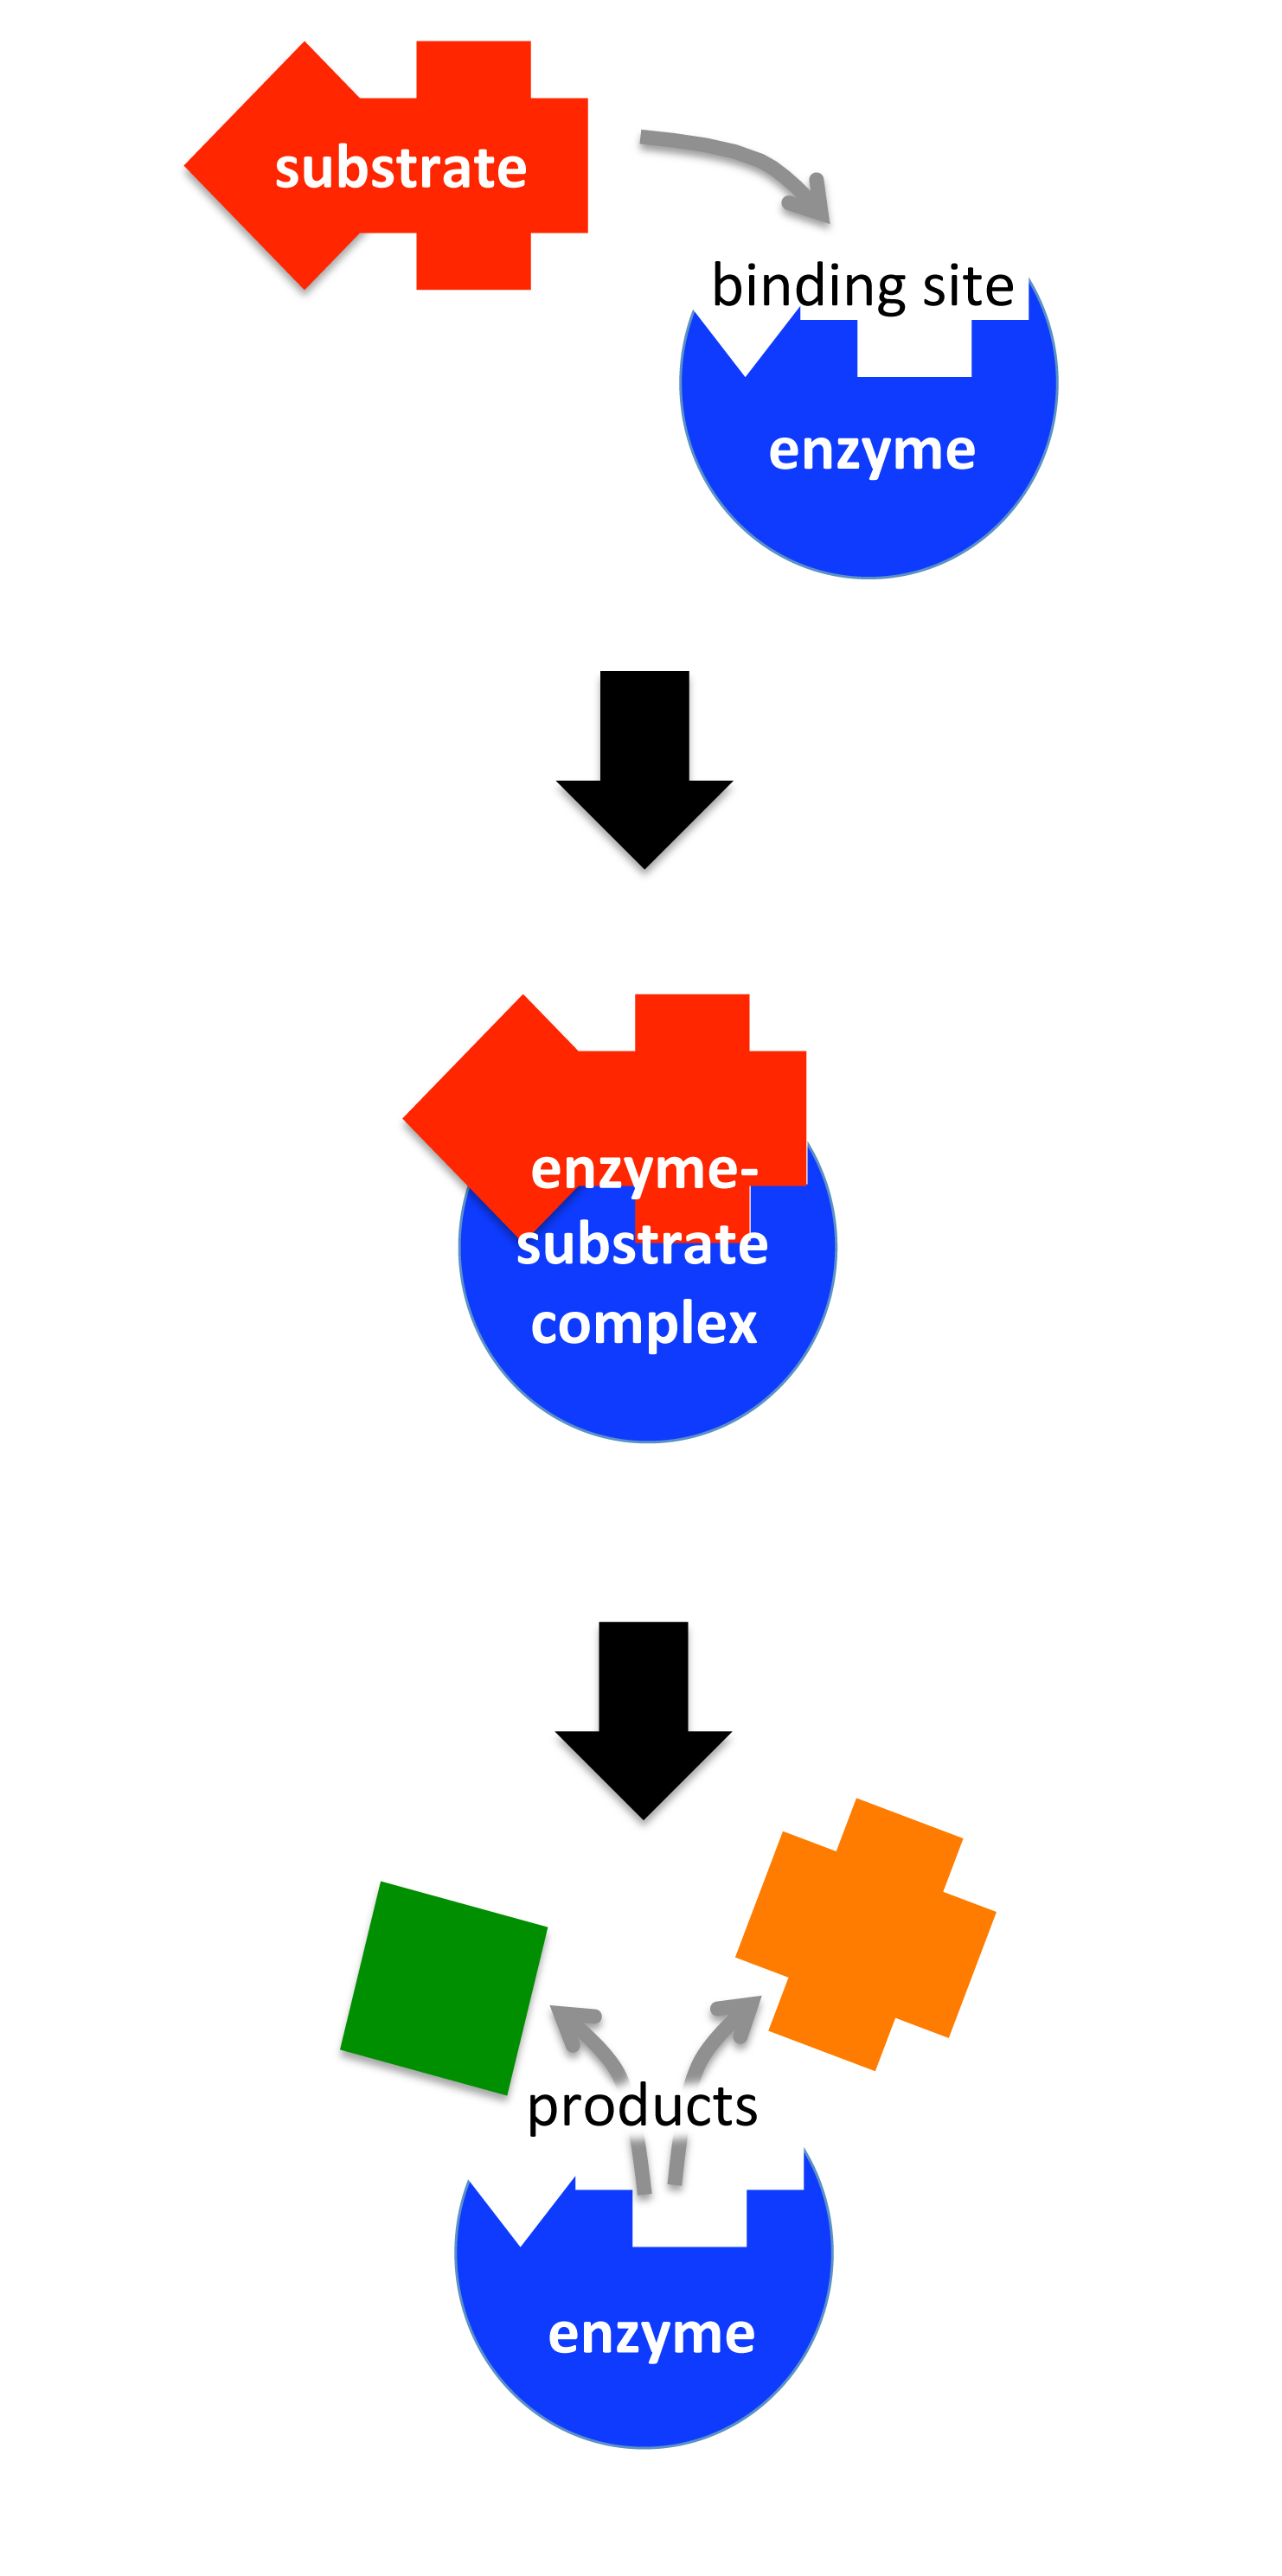 substrate
binding site
enzyme
enzyme-
substrate
complex
products
enzyme